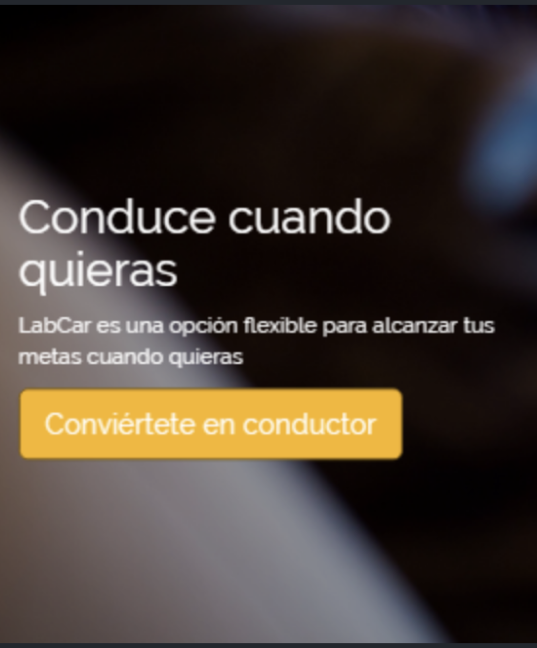 Conduce cuando
quieras
LabCar es una opción flexible para alcanzar tus
metas cuando quieras
Conviértete en conductor